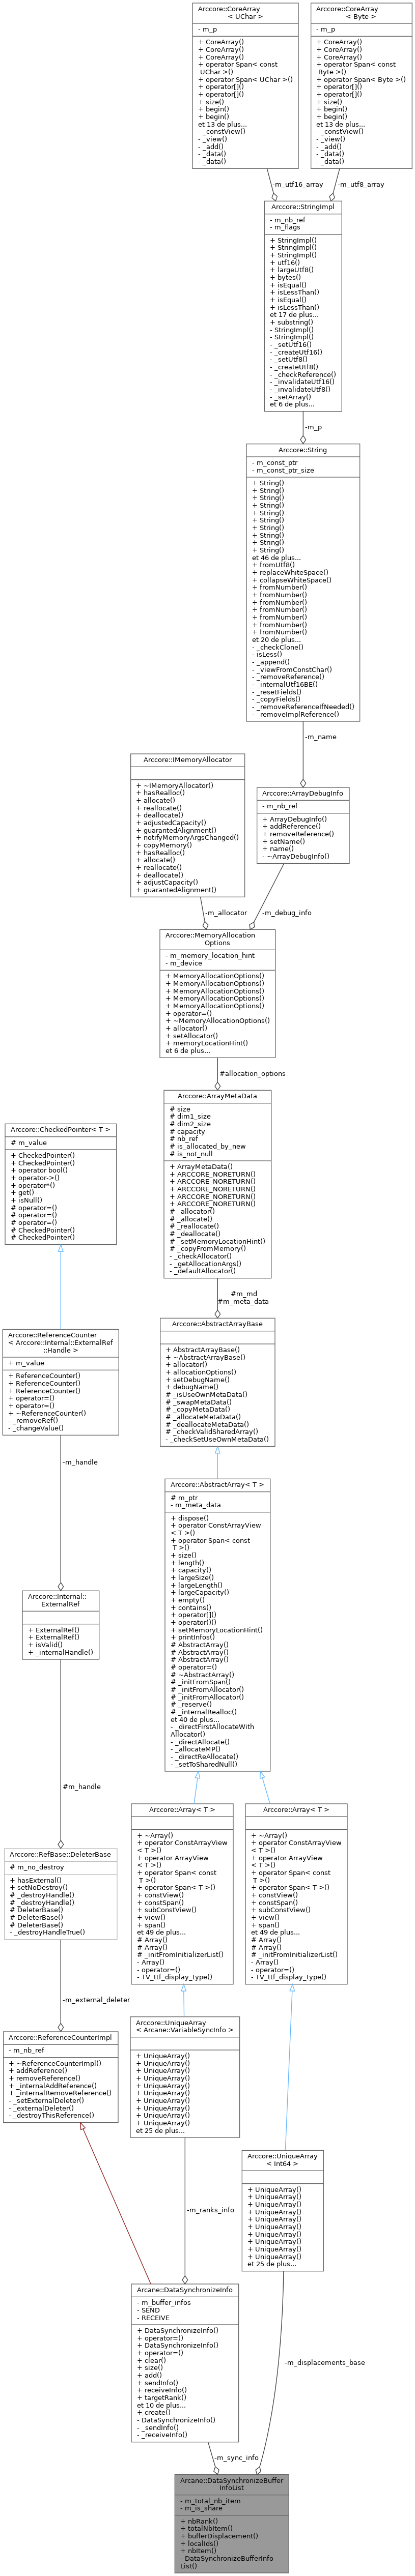 Arccore::CoreArray
< UChar >
- m_p
+ CoreArray()
+ CoreArray()
+ CoreArray()
+ operator Span< const
UChar >()
+ operator Span< UChar >()
+ operator[]()
+ operator[]()
+ size()
+ begin()
+ begin()
et 13 de plus...
- _constView()
- _view()
- _add()
- _data()
- _data()
Arccore::CoreArray
< Byte >
- m_p
+ CoreArray()
+ CoreArray()
+ CoreArray()
+ operator Span< const
Byte >()
+ operator Span< Byte >()
+ operator[]()
+ operator[]()
+ size()
+ begin()
+ begin()
et 13 de plus...
- _constView()
- _view()
- _add()
- _data()
- _data()
-m_utf16_array
-m_utf8_array
Arccore::StringImpl
- m_nb_ref
- m_flags
+ StringImpl()
+ StringImpl()
+ StringImpl()
+ utf16()
+ largeUtf8()
+ bytes()
+ isEqual()
+ isLessThan()
+ isEqual()
+ isLessThan()
et 17 de plus...
+ substring()
- StringImpl()
- StringImpl()
- _setUtf16()
- _createUtf16()
- _setUtf8()
- _createUtf8()
- _checkReference()
- _invalidateUtf16()
- _invalidateUtf8()
- _setArray()
et 6 de plus...
-m_p
Arccore::String
- m_const_ptr
- m_const_ptr_size
+ String()
+ String()
+ String()
+ String()
+ String()
+ String()
+ String()
+ String()
+ String()
+ String()
et 46 de plus...
+ fromUtf8()
+ replaceWhiteSpace()
+ collapseWhiteSpace()
+ fromNumber()
+ fromNumber()
+ fromNumber()
+ fromNumber()
+ fromNumber()
+ fromNumber()
+ fromNumber()
et 20 de plus...
- _checkClone()
- isLess()
- _append()
- _viewFromConstChar()
- _removeReference()
- _internalUtf16BE()
- _resetFields()
- _copyFields()
- _removeReferenceIfNeeded()
- _removeImplReference()
-m_name
Arccore::IMemoryAllocator
+ ~IMemoryAllocator()
+ hasRealloc()
+ allocate()
+ reallocate()
+ deallocate()
+ adjustedCapacity()
+ guarantedAlignment()
+ notifyMemoryArgsChanged()
+ copyMemory()
+ hasRealloc()
+ allocate()
+ reallocate()
+ deallocate()
+ adjustCapacity()
+ guarantedAlignment()
Arccore::ArrayDebugInfo
- m_nb_ref
+ ArrayDebugInfo()
+ addReference()
+ removeReference()
+ setName()
+ name()
- ~ArrayDebugInfo()
-m_allocator
-m_debug_info
Arccore::MemoryAllocation
Options
- m_memory_location_hint
- m_device
+ MemoryAllocationOptions()
+ MemoryAllocationOptions()
+ MemoryAllocationOptions()
+ MemoryAllocationOptions()
+ MemoryAllocationOptions()
+ operator=()
+ ~MemoryAllocationOptions()
+ allocator()
+ setAllocator()
+ memoryLocationHint()
et 6 de plus...
#allocation_options
Arccore::ArrayMetaData
# size
# dim1_size
# dim2_size
# capacity
# nb_ref
# is_allocated_by_new
# is_not_null
+ ArrayMetaData()
+ ARCCORE_NORETURN()
+ ARCCORE_NORETURN()
+ ARCCORE_NORETURN()
+ ARCCORE_NORETURN()
+ ARCCORE_NORETURN()
# _allocator()
# _allocate()
# _reallocate()
# _deallocate()
# _setMemoryLocationHint()
# _copyFromMemory()
- _checkAllocator()
- _getAllocationArgs()
- _defaultAllocator()
#m_md
#m_meta_data
Arccore::CheckedPointer< T >
# m_value
+ CheckedPointer()
+ CheckedPointer()
+ operator bool()
+ operator->()
+ operator*()
+ get()
+ isNull()
# operator=()
# operator=()
# operator=()
# CheckedPointer()
# CheckedPointer()
Arccore::AbstractArrayBase
+ AbstractArrayBase()
+ ~AbstractArrayBase()
+ allocator()
+ allocationOptions()
+ setDebugName()
+ debugName()
# _isUseOwnMetaData()
# _swapMetaData()
# _copyMetaData()
# _allocateMetaData()
# _deallocateMetaData()
# _checkValidSharedArray()
- _checkSetUseOwnMetaData()
Arccore::ReferenceCounter
< Arccore::Internal::ExternalRef
::Handle >
+ m_value
+ ReferenceCounter()
+ ReferenceCounter()
+ ReferenceCounter()
+ operator=()
+ operator=()
+ ~ReferenceCounter()
- _removeRef()
- _changeValue()
-m_handle
Arccore::AbstractArray< T >
# m_ptr
- m_meta_data
+ dispose()
+ operator ConstArrayView
< T >()
+ operator Span< const
T >()
+ size()
+ length()
+ capacity()
+ largeSize()
+ largeLength()
+ largeCapacity()
+ empty()
+ contains()
+ operator[]()
+ operator()()
+ setMemoryLocationHint()
+ printInfos()
# AbstractArray()
# AbstractArray()
# AbstractArray()
# operator=()
# ~AbstractArray()
# _initFromSpan()
# _initFromAllocator()
# _initFromAllocator()
# _reserve()
# _internalRealloc()
et 40 de plus...
- _directFirstAllocateWith
Allocator()
- _directAllocate()
- _allocateMP()
- _directReAllocate()
- _setToSharedNull()
Arccore::Internal::
ExternalRef
+ ExternalRef()
+ ExternalRef()
+ isValid()
+ _internalHandle()
#m_handle
Arccore::Array< T >
+ ~Array()
+ operator ConstArrayView
< T >()
+ operator ArrayView
< T >()
+ operator Span< const
T >()
+ operator Span< T >()
+ constView()
+ constSpan()
+ subConstView()
+ view()
+ span()
et 49 de plus...
# Array()
# Array()
# _initFromInitializerList()
- Array()
- operator=()
- TV_ttf_display_type()
Arccore::Array< T >
+ ~Array()
+ operator ConstArrayView
< T >()
+ operator ArrayView
< T >()
+ operator Span< const
T >()
+ operator Span< T >()
+ constView()
+ constSpan()
+ subConstView()
+ view()
+ span()
et 49 de plus...
# Array()
# Array()
# _initFromInitializerList()
- Array()
- operator=()
- TV_ttf_display_type()
Arccore::RefBase::DeleterBase
# m_no_destroy
+ hasExternal()
+ setNoDestroy()
# _destroyHandle()
# _destroyHandle()
# DeleterBase()
# DeleterBase()
# DeleterBase()
- _destroyHandleTrue()
-m_external_deleter
Arccore::ReferenceCounterImpl
- m_nb_ref
+ ~ReferenceCounterImpl()
+ addReference()
+ removeReference()
+ _internalAddReference()
+ _internalRemoveReference()
- _setExternalDeleter()
- _externalDeleter()
- _destroyThisReference()
Arccore::UniqueArray
< Arcane::VariableSyncInfo >
+ UniqueArray()
+ UniqueArray()
+ UniqueArray()
+ UniqueArray()
+ UniqueArray()
+ UniqueArray()
+ UniqueArray()
+ UniqueArray()
+ UniqueArray()
+ UniqueArray()
et 25 de plus...
Arccore::UniqueArray
< Int64 >
+ UniqueArray()
+ UniqueArray()
+ UniqueArray()
+ UniqueArray()
+ UniqueArray()
+ UniqueArray()
+ UniqueArray()
+ UniqueArray()
+ UniqueArray()
+ UniqueArray()
et 25 de plus...
-m_ranks_info
Arcane::DataSynchronizeInfo
- m_buffer_infos
- SEND
- RECEIVE
+ DataSynchronizeInfo()
+ operator=()
+ DataSynchronizeInfo()
+ operator=()
+ clear()
+ size()
+ add()
+ sendInfo()
+ receiveInfo()
+ targetRank()
et 10 de plus...
+ create()
- DataSynchronizeInfo()
- _sendInfo()
- _receiveInfo()
-m_displacements_base
-m_sync_info
Arcane::DataSynchronizeBuffer
InfoList
- m_total_nb_item
- m_is_share
+ nbRank()
+ totalNbItem()
+ bufferDisplacement()
+ localIds()
+ nbItem()
- DataSynchronizeBufferInfo
List()